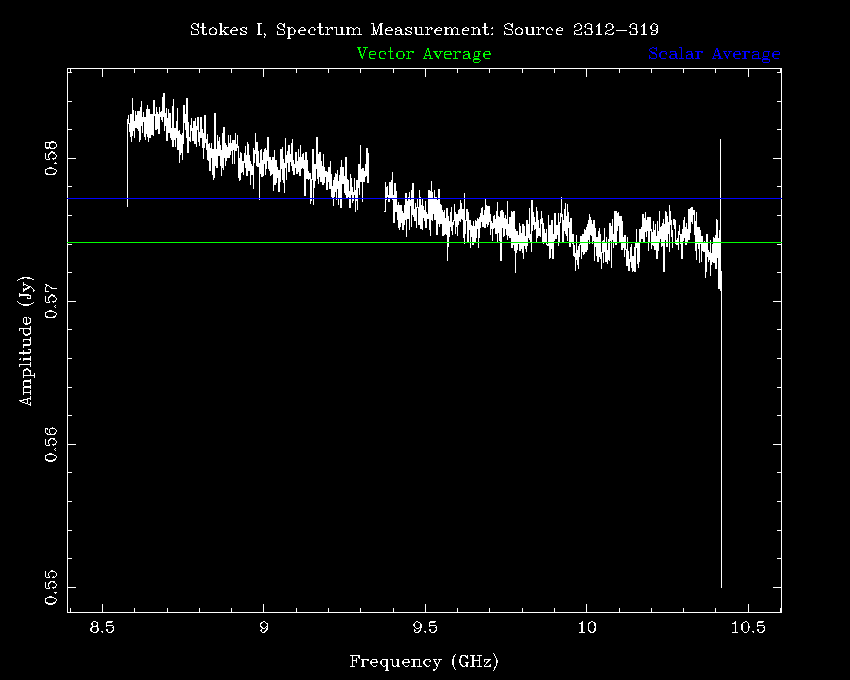 Stokes I, Spectrum Measurement: Source 2312−319
Vector Average Scalar Average
0.58
0.57
0.56
0.55
Amplitude (Jy)
8.5 9 9.5 10 10.5
Frequency (GHz)